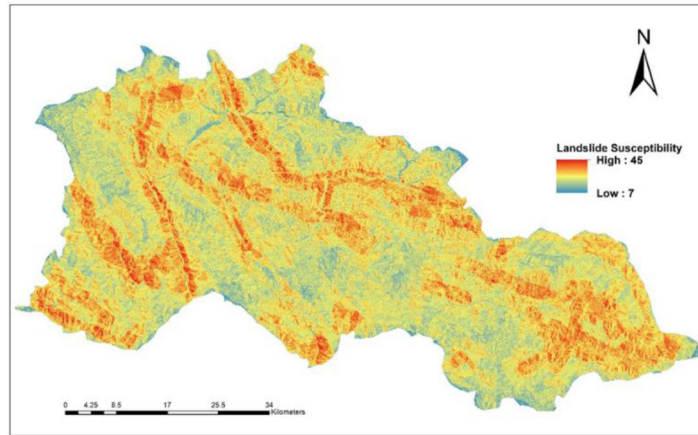 N
Landslide Susceptibility
High : 45
Low : 7
0 4.25 8.5 17 25.5 34
Kilometers